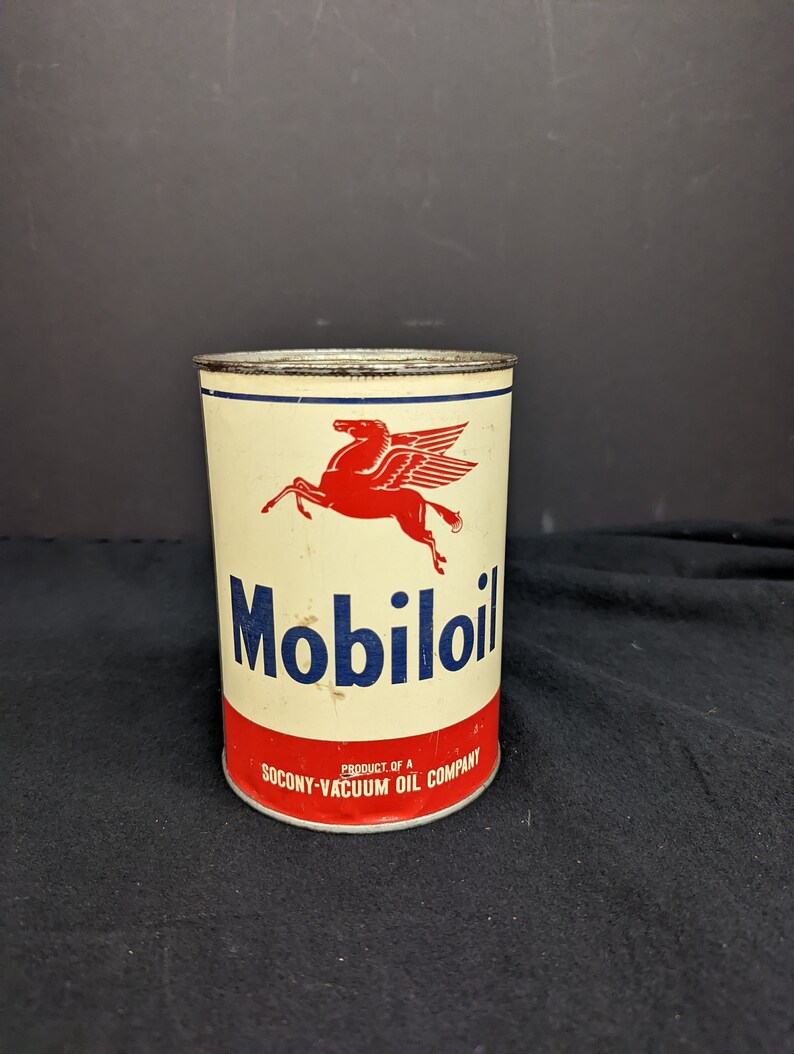 Mobiloil
PRODUCT OF A
SOCONY-VACUUM OIL COMPANY